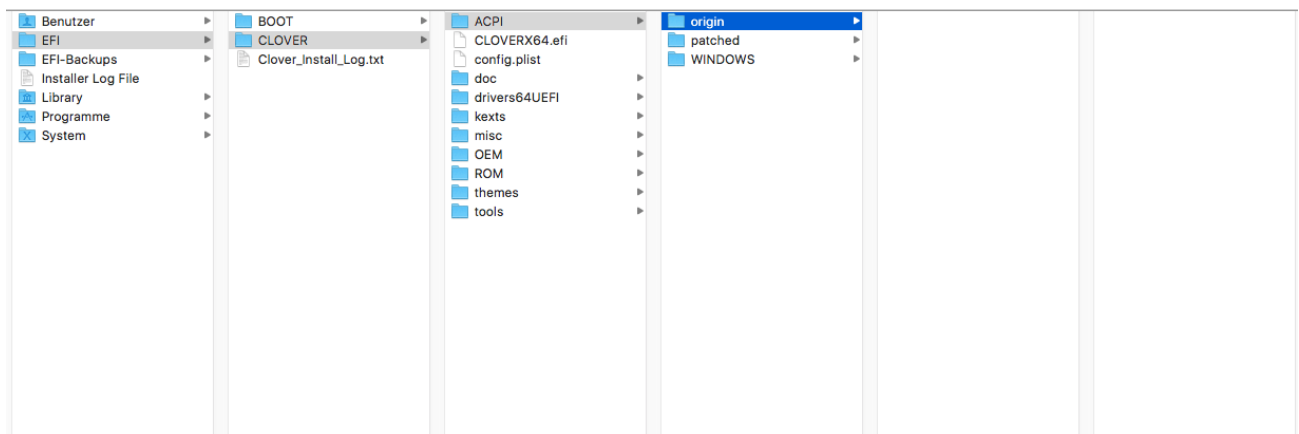 Benutzer
EFI
EFI-Backups
Installer Log File
Library
Programme
System
BOOT
CLOVER
Clover_Install_Log.txt
ACPI
CLOVERX64.efi
config.plist
doc
drivers64UEFI
kexts
misc
OEM
ROM
themes
tools
origin
patched
WINDOWS